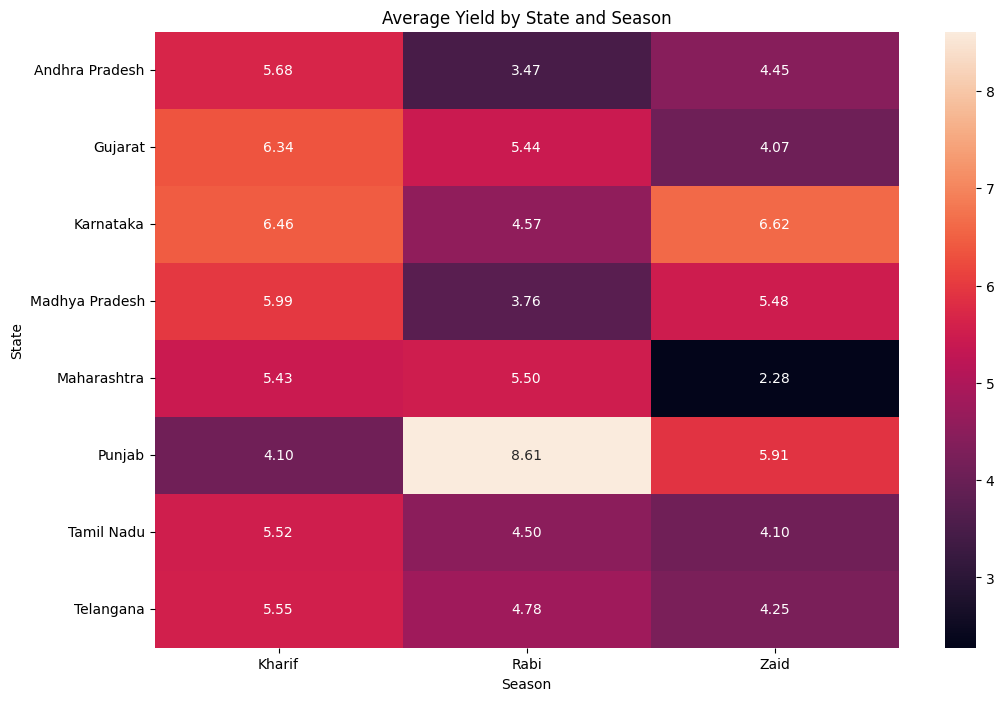 Average Yield by State and Season
Andhra Pradesh 5.68 3.47 4.45
Gujarat 6.34 5.44 4.07
Karnataka 6.46 4.57 6.62
Madhya Pradesh 5.99 3.76 5.48
Maharashtra 5.43 5.50 2.28
Punjab 4.10 8.61 5.91
Tamil Nadu 5.52 4.50 4.10
Telangana 5.55 4.78 4.25
Kharif Rabi Zaid
Season
State
8
7
6
5
4
3